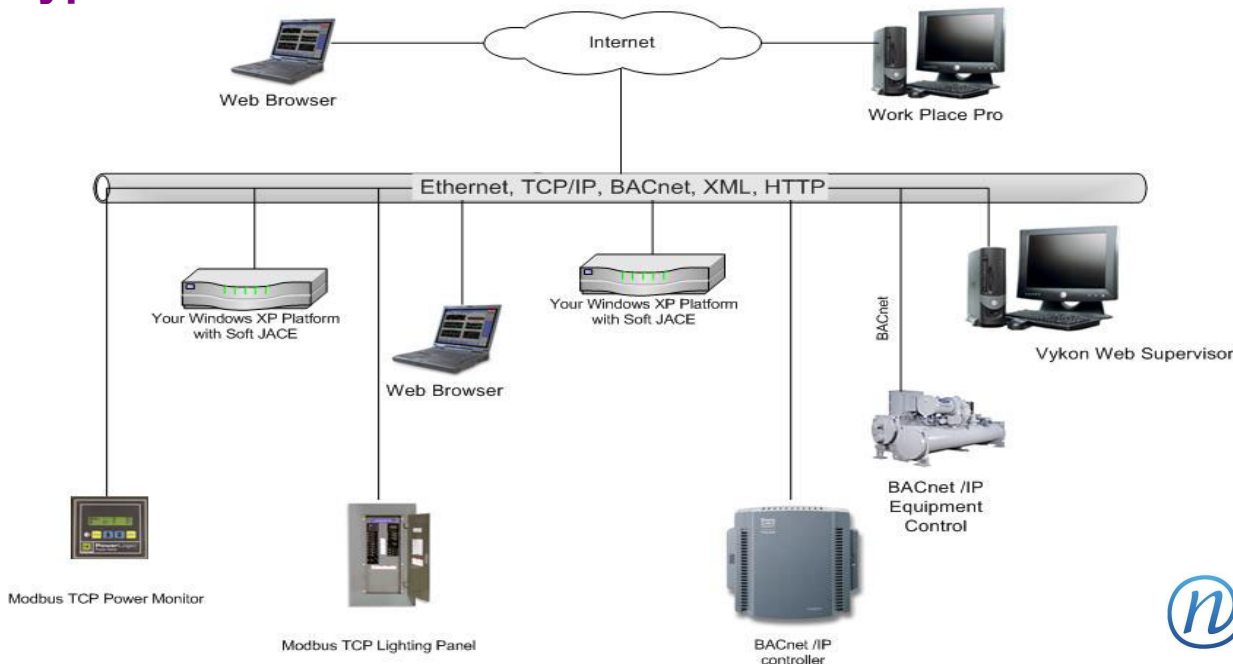 Internet
Web Browser
Work Place Pro
Ethernet, TCP/IP, BACnet, XML, HTTP
Your Windows XP Platform
with Soft JACE
Your Windows XP Platform
with Soft JACE
BACnet
Web Browser
Vykon Web Supervisor
BACnet /IP
Equipment
Control
Modbus TCP Power Monitor
Modbus TCP Lighting Panel
BACnet /IP
controller
PowerLogic
n